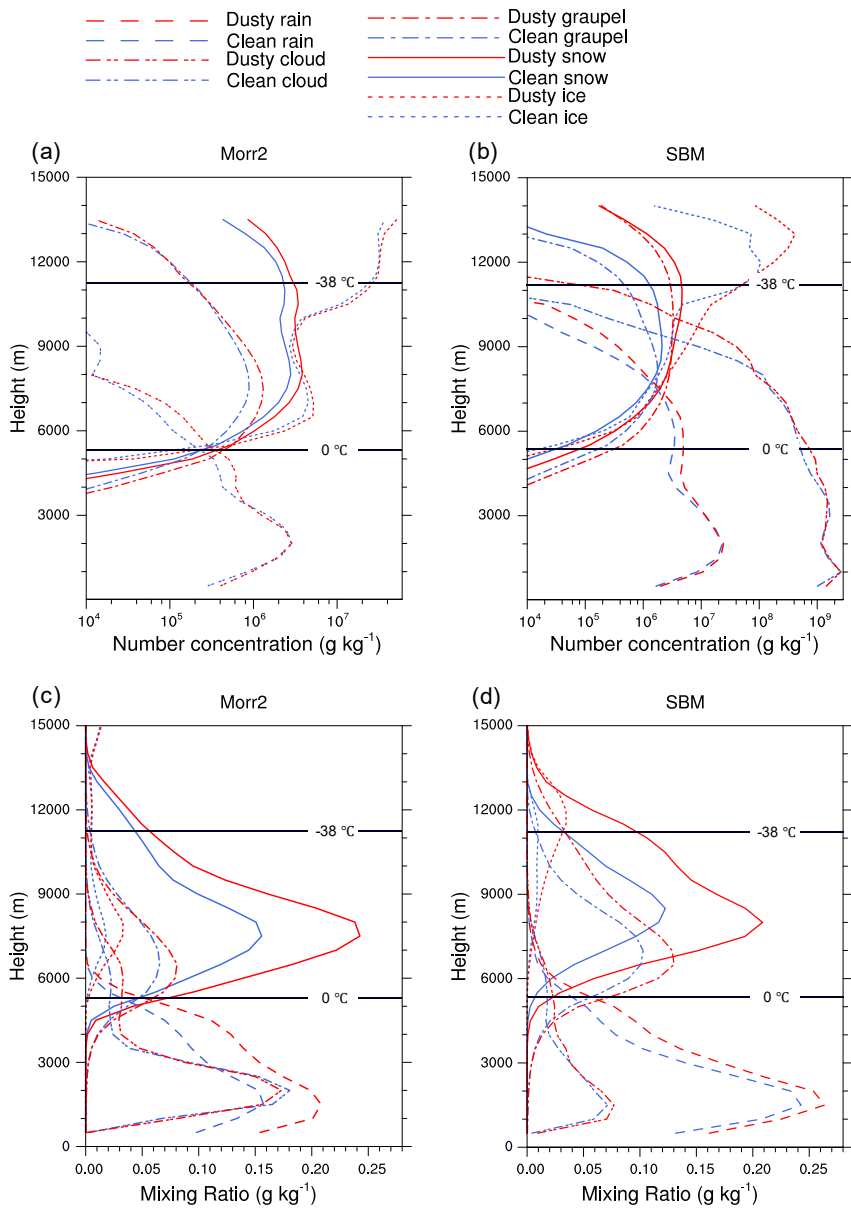 Dusty rain
Clean rain
Dusty cloud
Clean cloud
Dusty graupel
Clean graupel
Dusty snow
Clean snow
Dusty ice
Clean ice
(a) Morr2
15000
12000
9000
6000
3000
Height (m)
-38 °C
0 °C
10⁴ 10⁵ 10⁶ 10⁷
Number concentration (g kg⁻¹)
(b) SBM
15000
12000
9000
6000
3000
Height (m)
-38 °C
0 °C
10⁴ 10⁵ 10⁶ 10⁷ 10⁸ 10⁹
Number concentration (g kg⁻¹)
(c) Morr2
15000
12000
9000
6000
3000
0
Height (m)
-38 °C
0 °C
0.00 0.05 0.10 0.15 0.20 0.25
Mixing Ratio (g kg⁻¹)
(d) SBM
15000
12000
9000
6000
3000
0
Height (m)
-38 °C
0 °C
0.00 0.05 0.10 0.15 0.20 0.25
Mixing Ratio (g kg⁻¹)